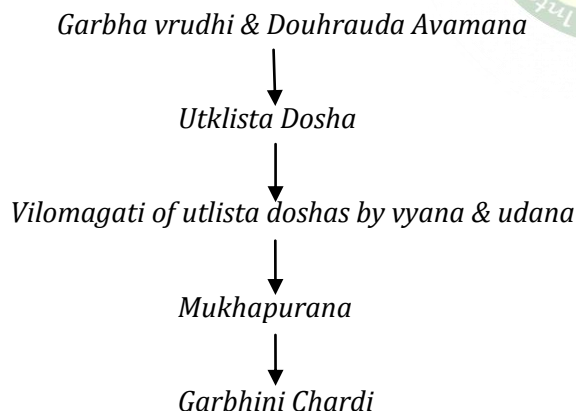 Garbha vrudhi & Douhrauda Avamana
Utklista Dosha
Vilomagati of utlista doshas by vyana & udana
Mukhapurana
Garbhini Chardi